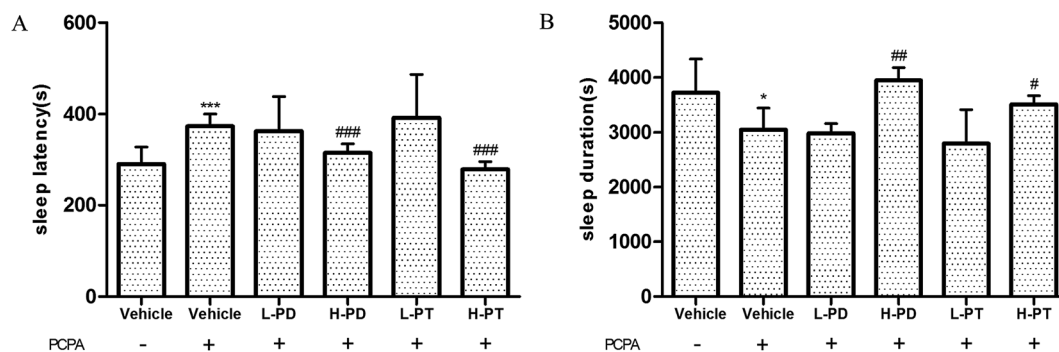 A
sleep latency(s)
600
400
200
0
***
###
###
Vehicle Vehicle L-PD H-PD L-PT H-PT
PCPA - + + + + +
B
sleep duration(s)
5000
4000
3000
2000
1000
0
*
##
#
Vehicle Vehicle L-PD H-PD L-PT H-PT
PCPA - + + + + +